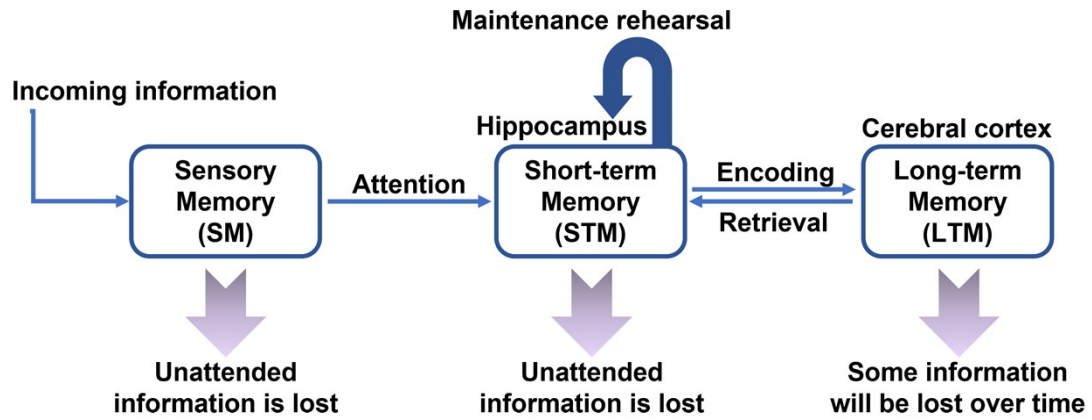 Maintenance rehearsal
Incoming information
Hippocampus
Cerebral cortex
Sensory
Memory
(SM)
Attention
Short-term
Memory
(STM)
Encoding
Retrieval
Long-term
Memory
(LTM)
Unattended
information is lost
Unattended
information is lost
Some information
will be lost over time